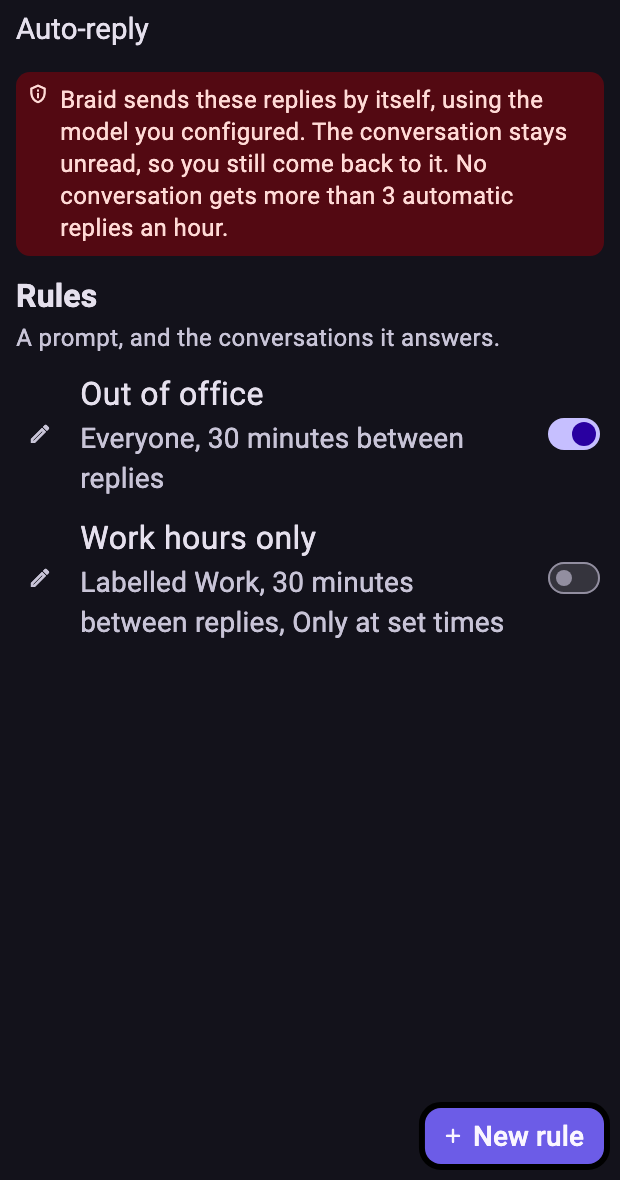 Auto-reply
Braid sends these replies by itself, using the
model you configured. The conversation stays
unread, so you still come back to it. No
conversation gets more than 3 automatic
replies an hour.
Rules
A prompt, and the conversations it answers.
Out of office
Everyone, 30 minutes between
replies
Work hours only
Labelled Work, 30 minutes
between replies, Only at set times
+ New rule